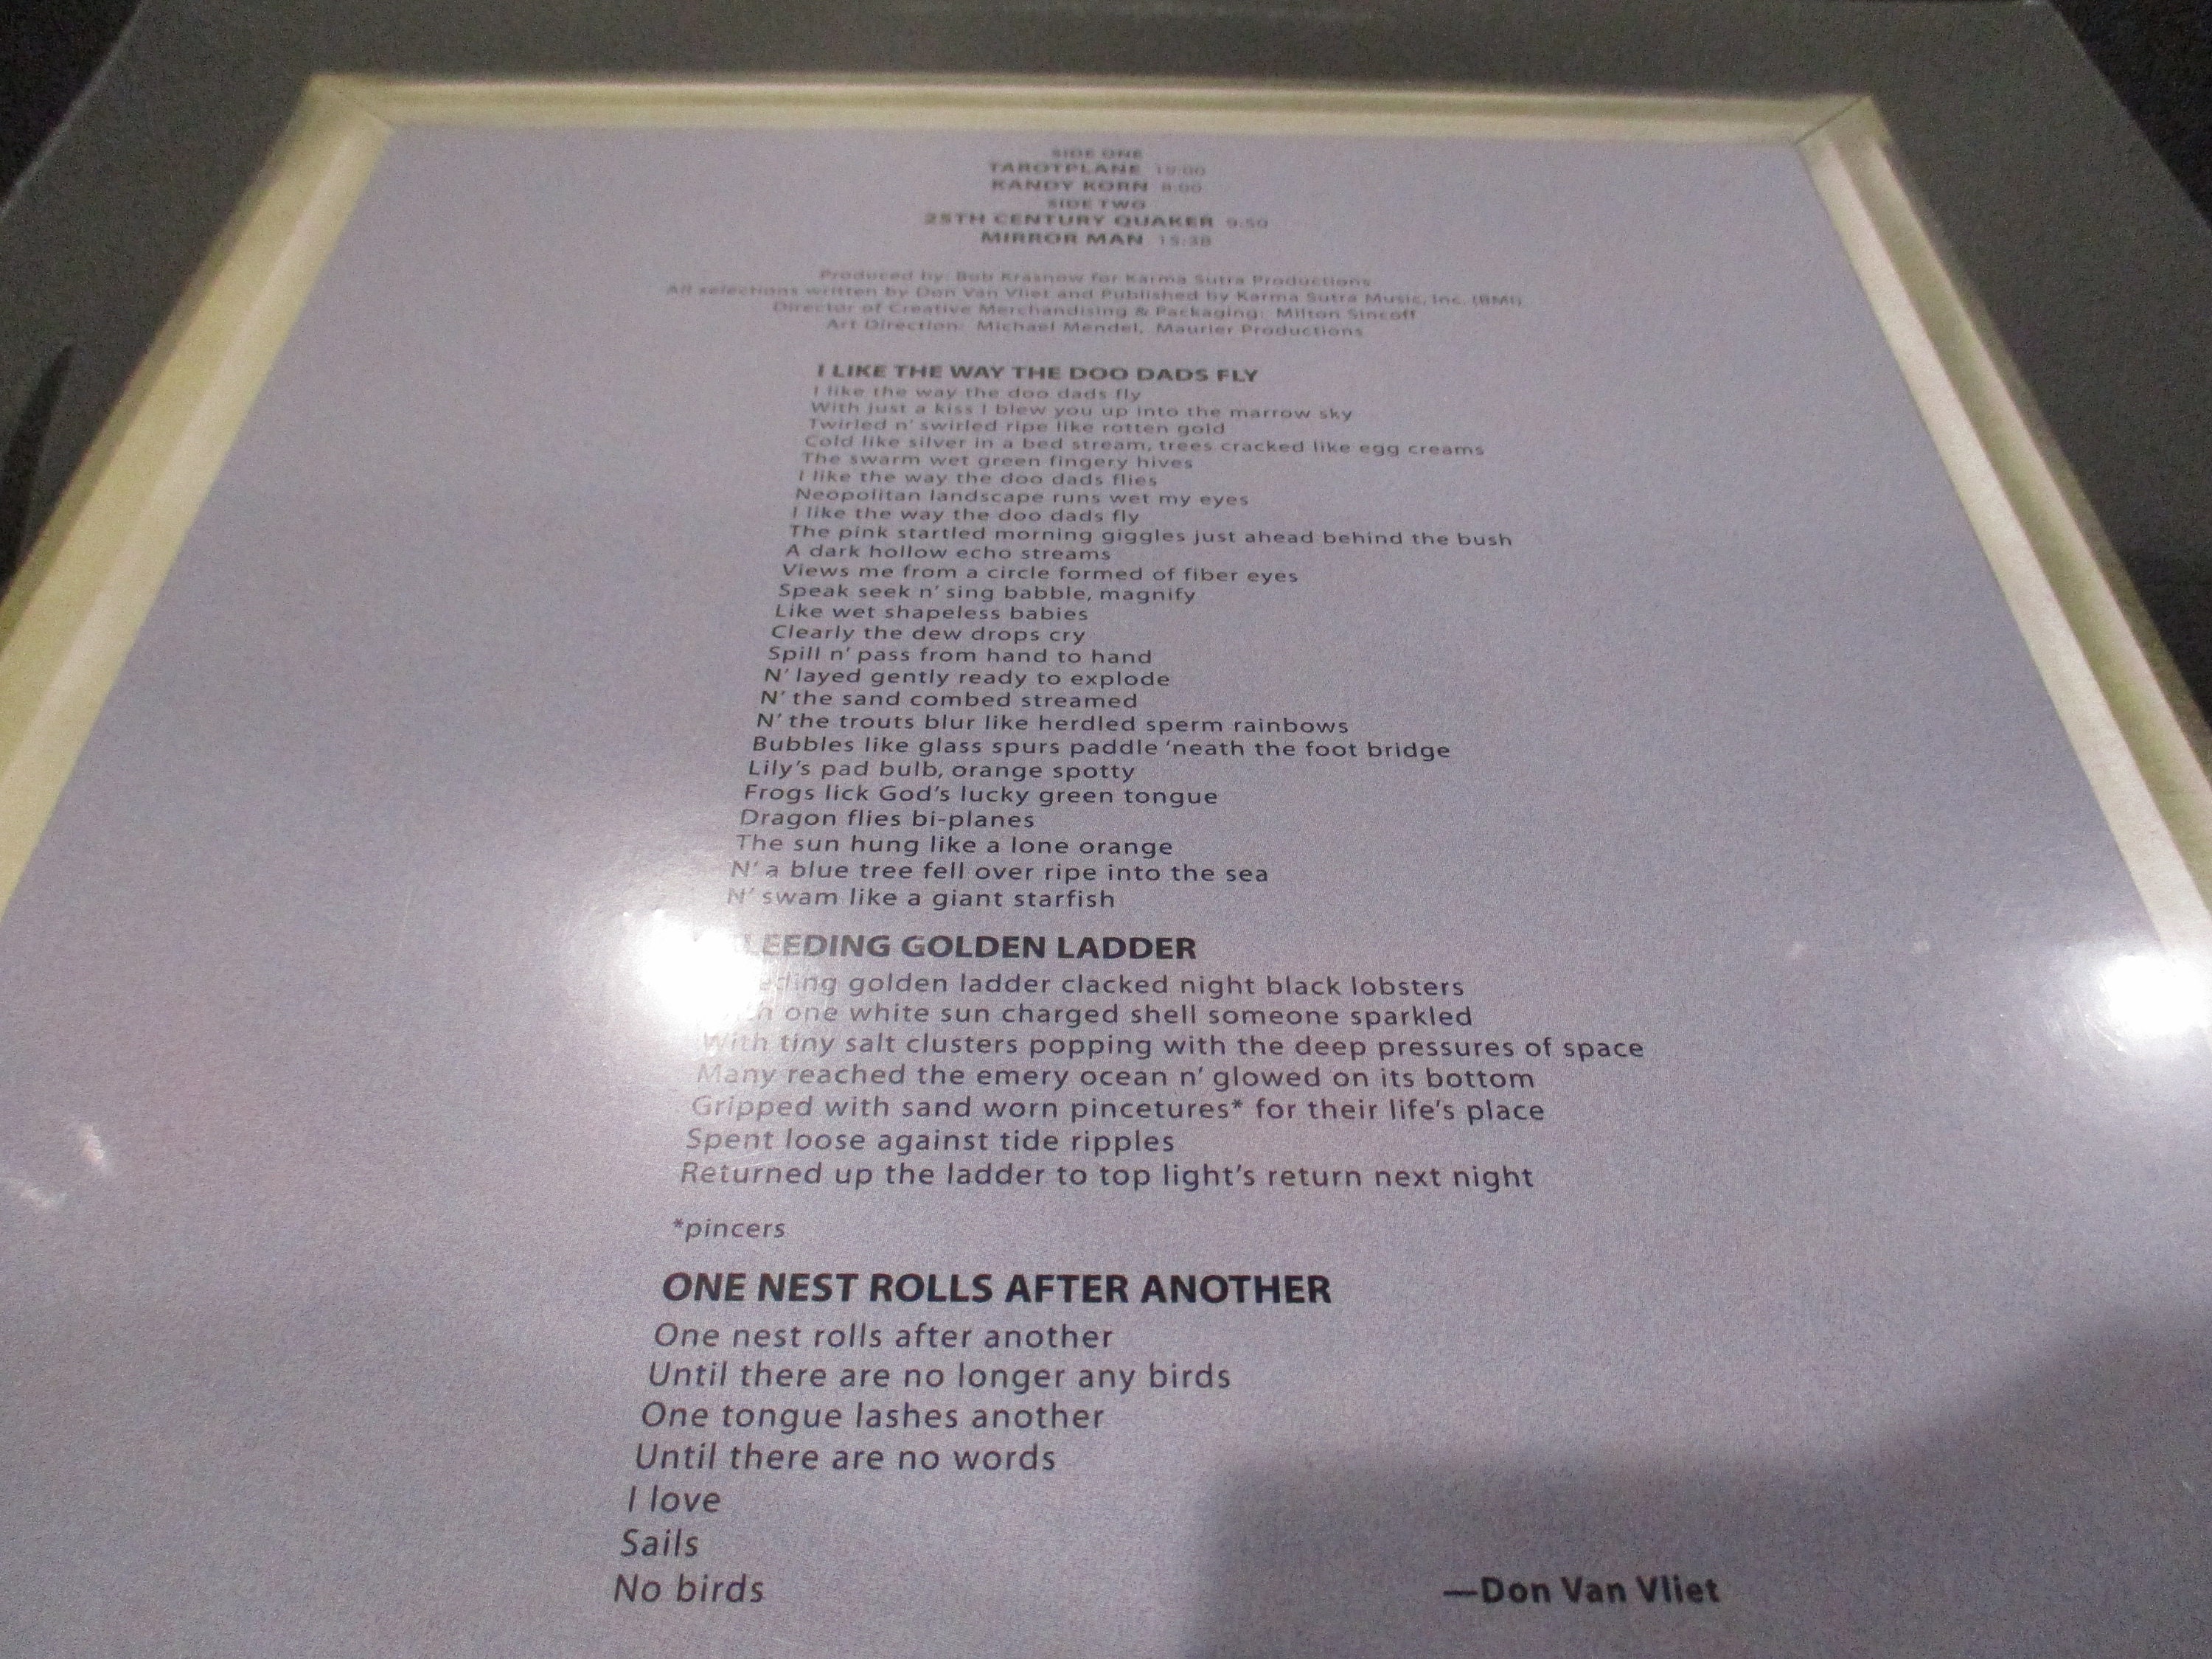 SIDE ONE
TAROTPLANE 19:00
KANDY KORN 8:00
SIDE TWO
25TH CENTURY QUAKER 9:50
MIRROR MAN 15:38
Produced by: Bob Krasnow for Karma Sutra Productions
All selections written by Don Van Vliet and Published by Karma Sutra Music, Inc. (BMI)
Director of Creative Merchandising & Packaging: Milton Sincoff
Art Direction: Michael Mendel, Maurier Productions
I LIKE THE WAY THE DOO DADS FLY
I like the way the doo dads fly
With just a kiss I blew you up into the marrow sky
Twirled n' swirled ripe like rotten gold
Cold like silver in a bed stream, trees cracked like egg creams
The swarm wet green fingery hives
I like the way the doo dads flies
Neopolitan landscape runs wet my eyes
I like the way the doo dads fly
The pink startled morning giggles just ahead behind the bush
A dark hollow echo streams
Views me from a circle formed of fiber eyes
Speak seek n' sing babble, magnify
Like wet shapeless babies
Clearly the dew drops cry
Spill n' pass from hand to hand
N' layed gently ready to explode
N' the sand combed streamed
N' the trouts blur like herdled sperm rainbows
Bubbles like glass spurs paddle 'neath the foot bridge
Lily's pad bulb, orange spotty
Frogs lick God's lucky green tongue
Dragon flies bi-planes
The sun hung like a lone orange
N' a blue tree fell over ripe into the sea
N' swam like a giant starfish
GOLDEN LADDER
golden ladder clacked night black lobsters
one white sun charged shell someone sparkled
With tiny salt clusters popping with the deep pressures of space
Many reached the emery ocean n' glowed on its bottom
Gripped with sand worn pincetures* for their life's place
Spent loose against tide ripples
Returned up the ladder to top light's return next night
*pincers
ONE NEST ROLLS AFTER ANOTHER
One nest rolls after another
Until there are no longer any birds
One tongue lashes another
Until there are no words
I love
Sails
No birds
—Don Van Vliet